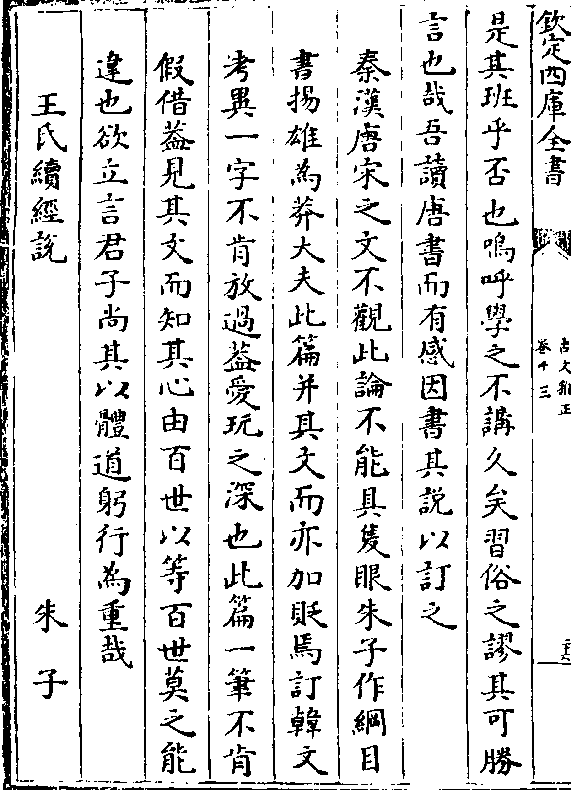 欽定四庫全書
古文雅正
卷十三
是其班乎否也嗚呼學之不講久矣習俗之謬其可勝
言也哉吾讀唐書而有感因書其說以訂之
秦漢唐宋之文不觀此論不能具隻眼朱子作綱目
書揚雄為莽大夫此篇并其文而亦加貶焉訂韓文
考異一字不肯放過葢愛玩之深也此篇一筆不肯
假借葢見其文而知其心由百世以等百世莫之能
違也欲立言君子尚其以體道躬行為重哉
王氏續經說 朱子